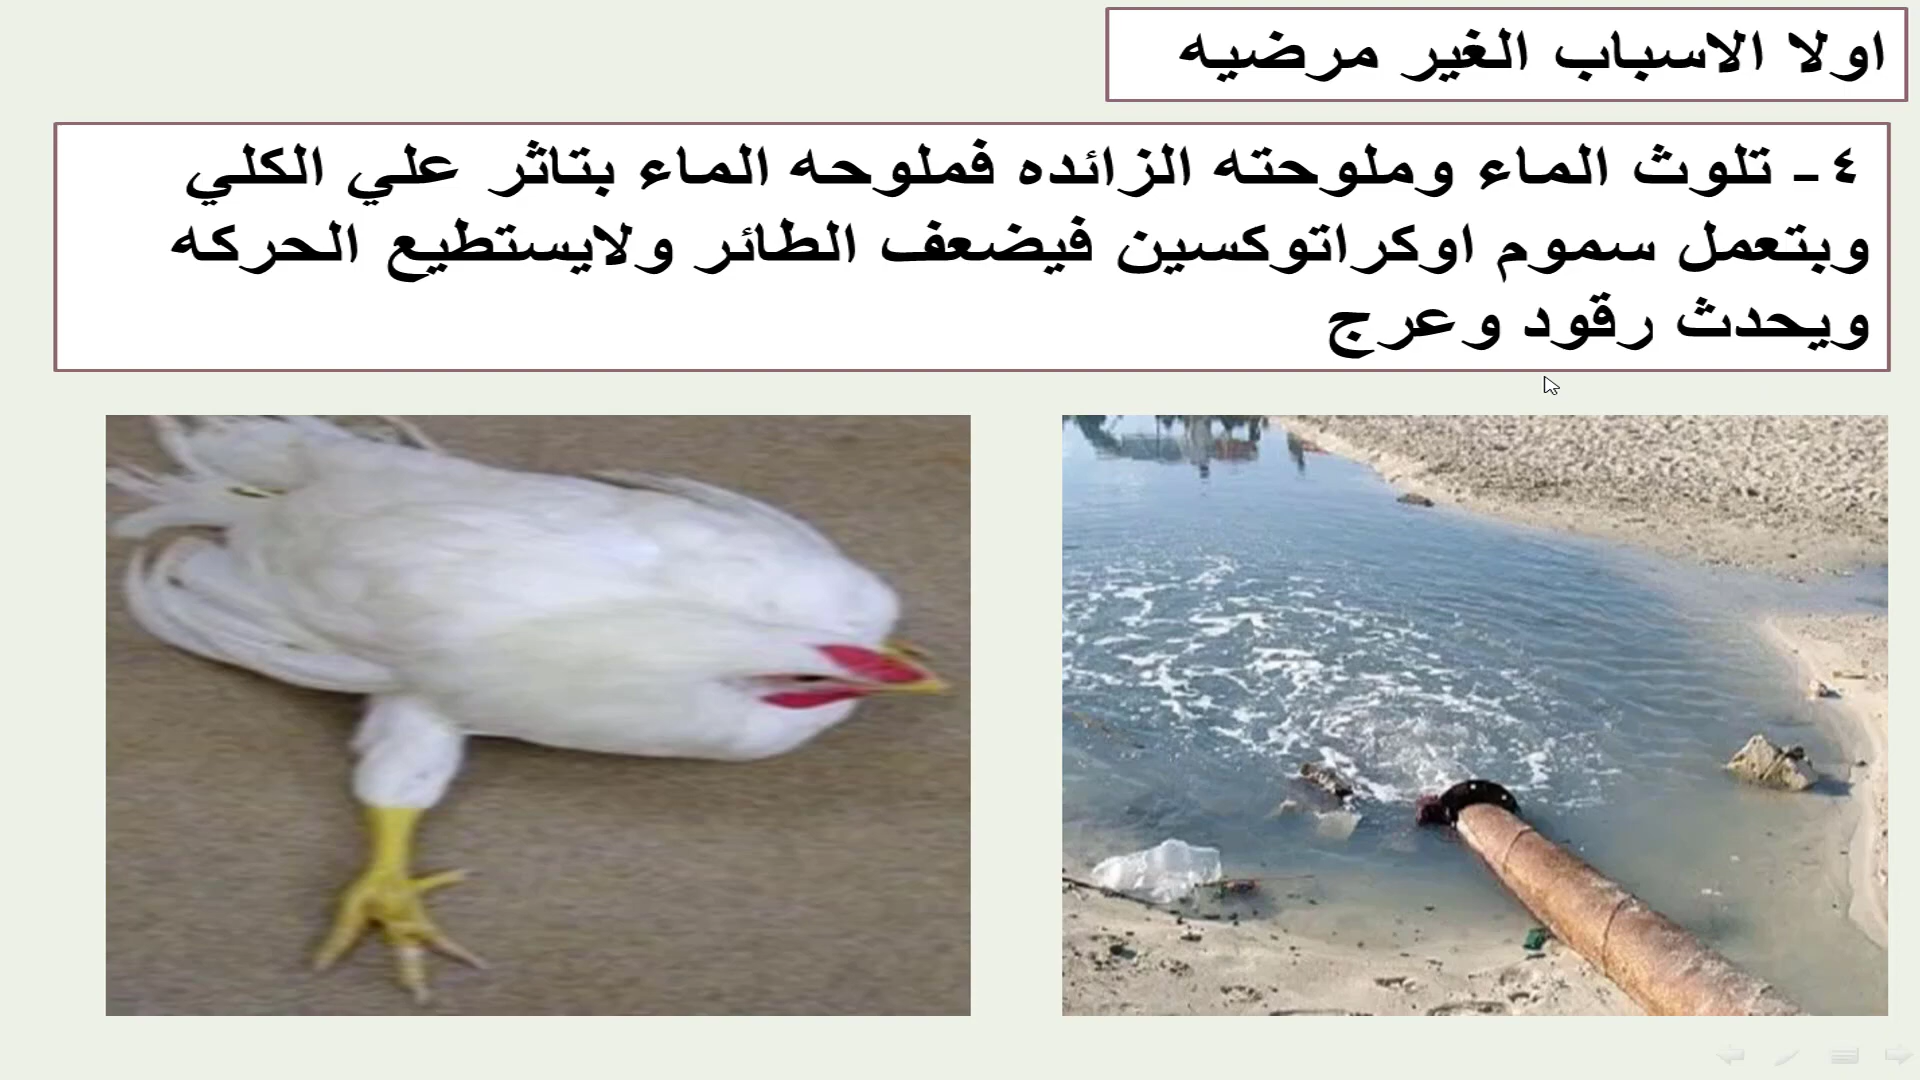 اولا الاسباب الغير مرضيه
٤ - تلوث الماء وملوحته الزائده فملوحه الماء بتاثر علي الكلي
وبتعمل سموم اوكراتوكسين فيضعف الطائر ولايستطيع الحركه
ويحدث رقود وعرج